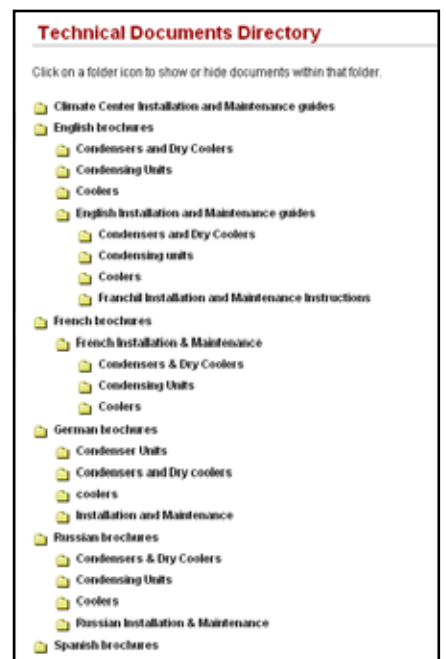 Technical Documents Directory
Click on a folder icon to show or hide documents within that folder.
Climate Center Installation and Maintenance guides
English brochures
Condensers and Dry Coolers
Condensing Units
Coolers
English Installation and Maintenance guides
Condensers and Dry Coolers
Condensing units
Coolers
Franchil Installation and Maintenance Instructions
French brochures
French Installation & Maintenance
Condensers & Dry Coolers
Condensing Units
Coolers
German brochures
Condenser Units
Condensers and Dry coolers
coolers
Installation and Maintenance
Russian brochures
Condensers & Dry Coolers
Condensing Units
Coolers
Russian Installation & Maintenance
Spanish brochures